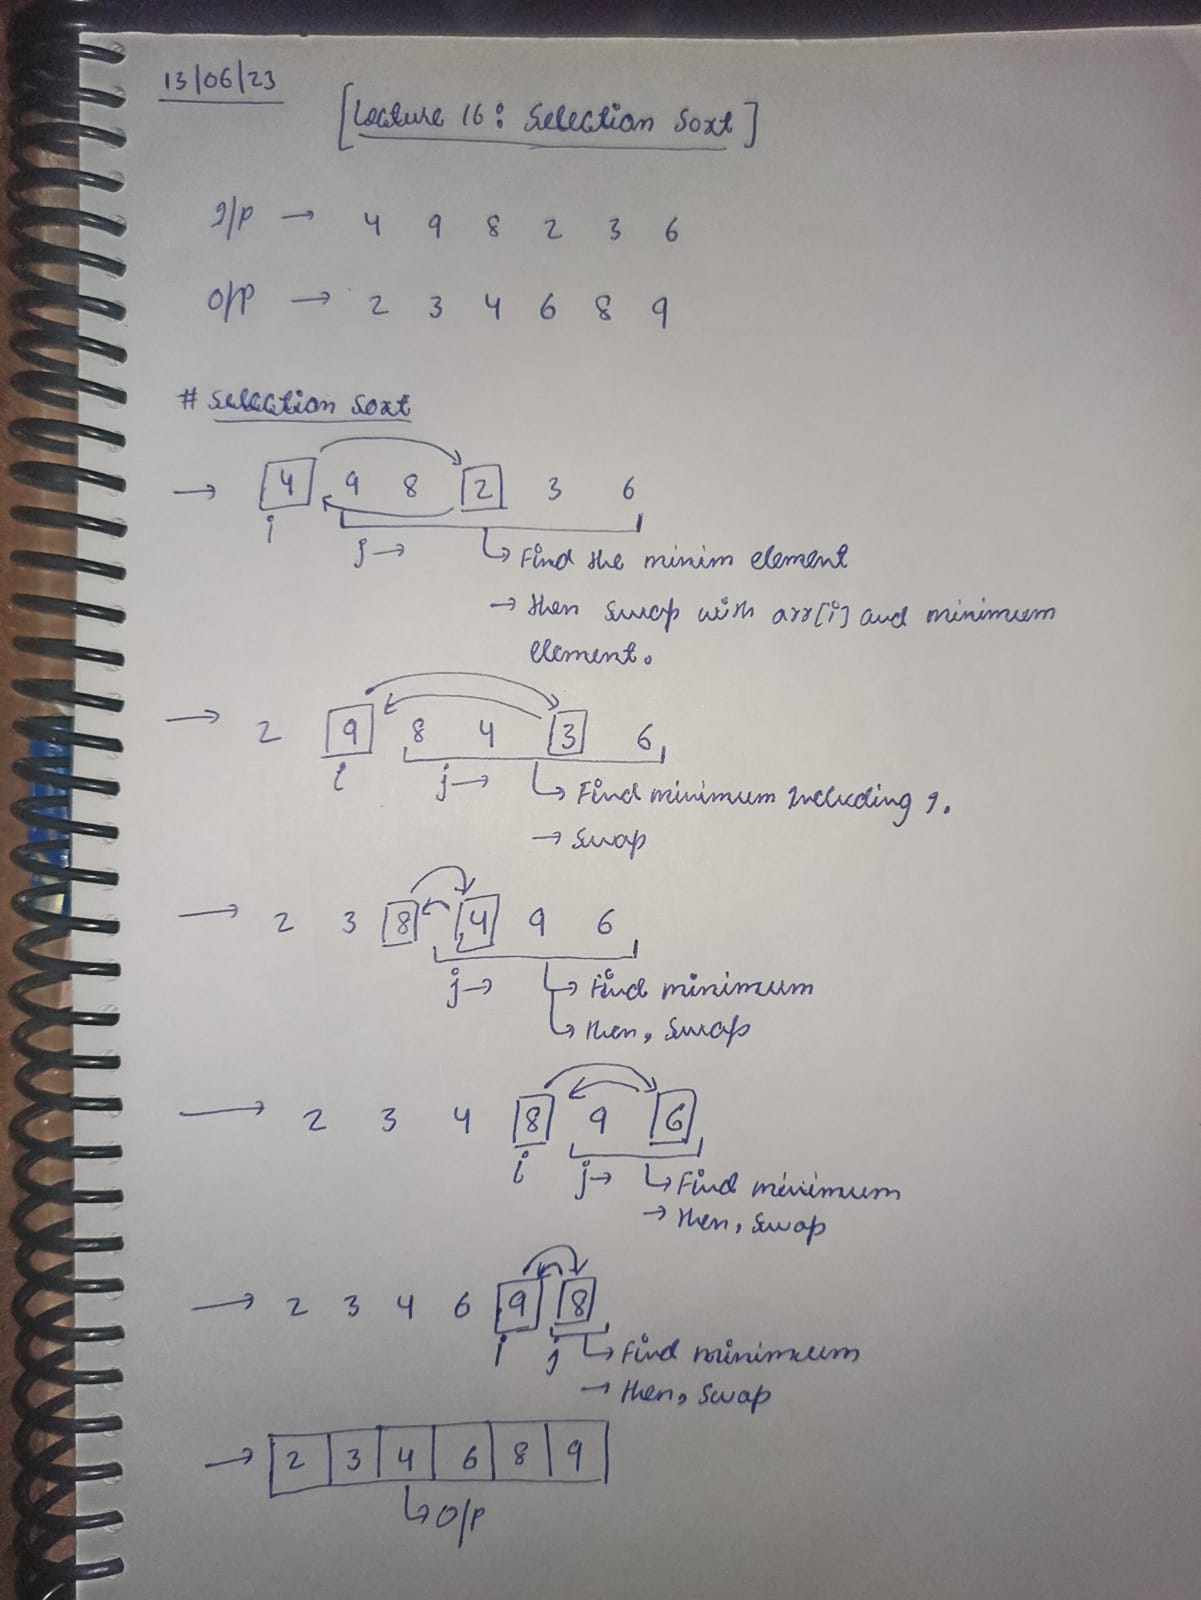 13/06/23
[Lecture 16: Selection Sort]
I/P → 4 9 8 2 3 6
O/P → 2 3 4 6 8 9
# Selection Sort
→ 4 9 8 2 3 6
i
j → ↳ Find the minim element
→ then swap with arr[i] and minimum
element.
→ 2 9 8 4 3 6
i
j → ↳ Find minimum Including 9.
→ Swap
→ 2 3 8 4 9 6
j → ↳ Find minimum
↳ then, Swap
→ 2 3 4 8 9 6
i j → ↳ Find minimum
→ then, Swap
→ 2 3 4 6 9 8
i j ↳ Find minimum
→ then, Swap
→ 2 3 4 6 8 9
↳ O/P